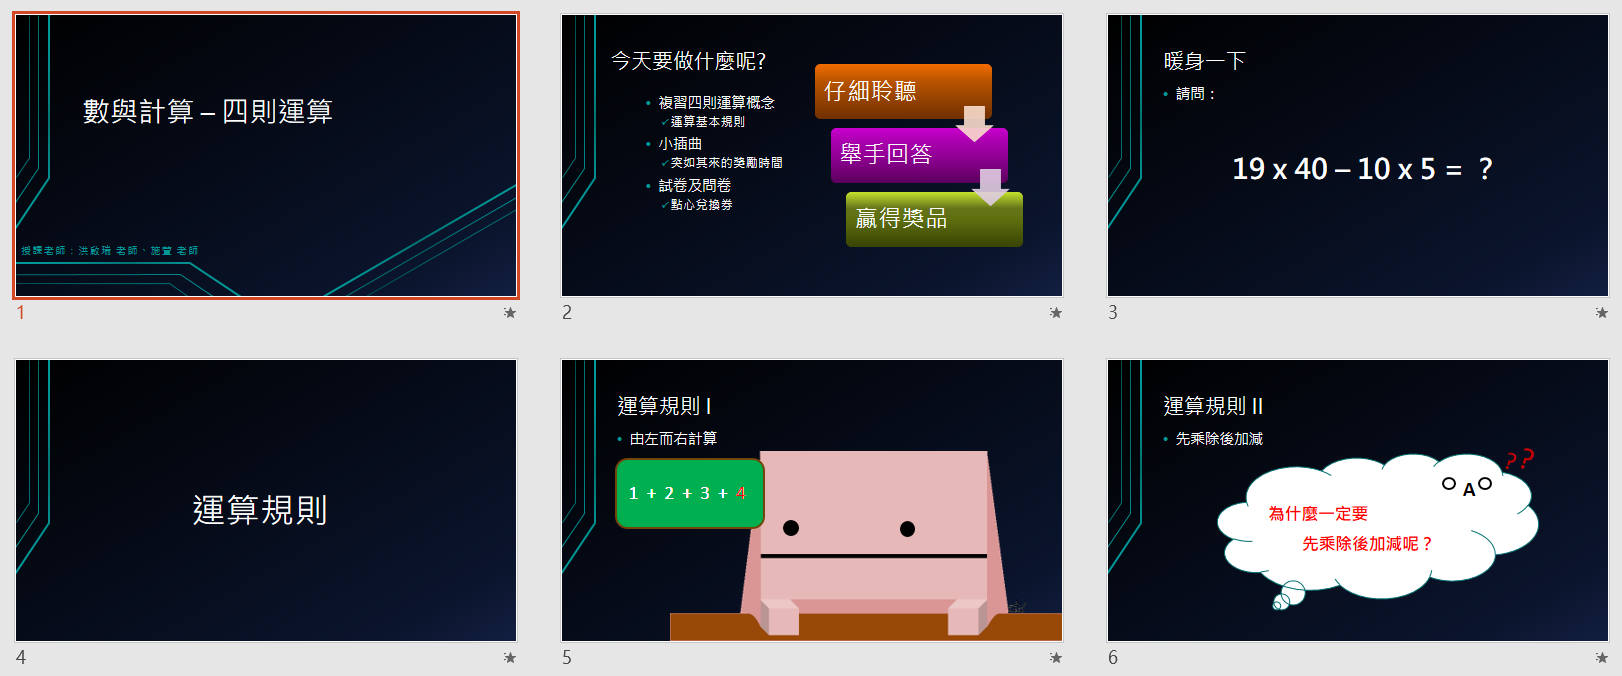 數與計算 – 四則運算
授課老師：洪啟瑞 老師、施萱 老師
1
今天要做什麼呢?
• 複習四則運算概念
✓運算基本規則
• 小插曲
✓突如其來的獎勵時間
• 試卷及問卷
✓點心兌換券
仔細聆聽
舉手回答
贏得獎品
2
暖身一下
• 請問：
19 x 40 – 10 x 5 = ？
3
運算規則
4
運算規則 I
• 由左而右計算
1 + 2 + 3 + 4
5
運算規則 II
• 先乘除後加減
??
A
為什麼一定要
先乘除後加減呢？
6